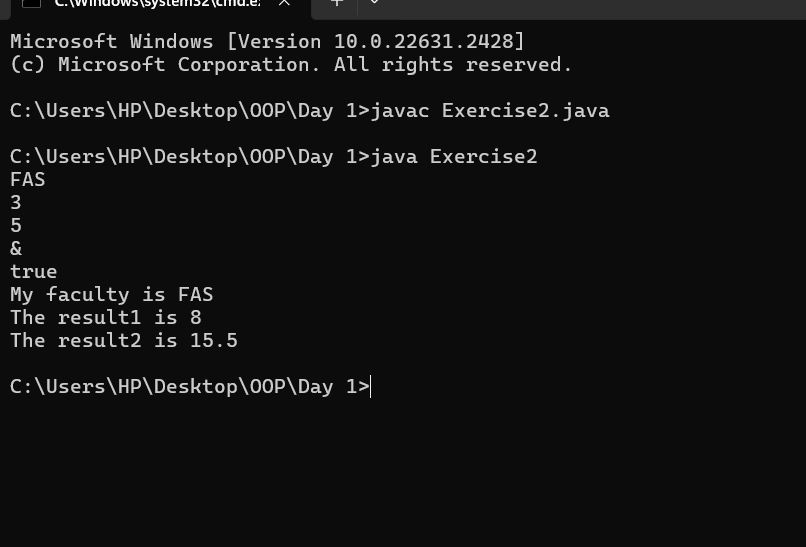 C:\Windows\system32\cmd.e
Microsoft Windows [Version 10.0.22631.2428]
(c) Microsoft Corporation. All rights reserved.
C:\Users\HP\Desktop\OOP\Day 1>javac Exercise2.java
C:\Users\HP\Desktop\OOP\Day 1>java Exercise2
FAS
3
5
&
true
My faculty is FAS
The result1 is 8
The result2 is 15.5
C:\Users\HP\Desktop\OOP\Day 1>